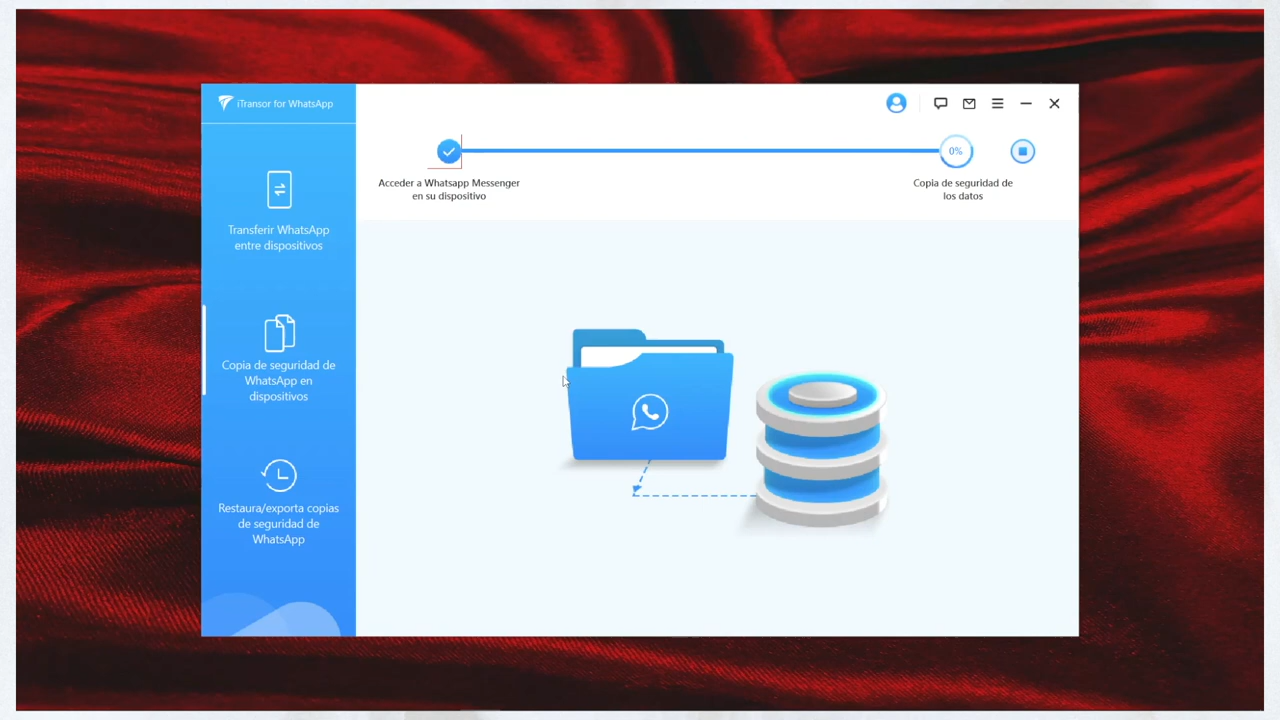 iTransor for WhatsApp
0%
Acceder a Whatsapp Messenger
en su dispositivo
Copia de seguridad de
los datos
Transferir WhatsApp
entre dispositivos
Copia de seguridad de
WhatsApp en
dispositivos
Restaura/exporta copias
de seguridad de
WhatsApp